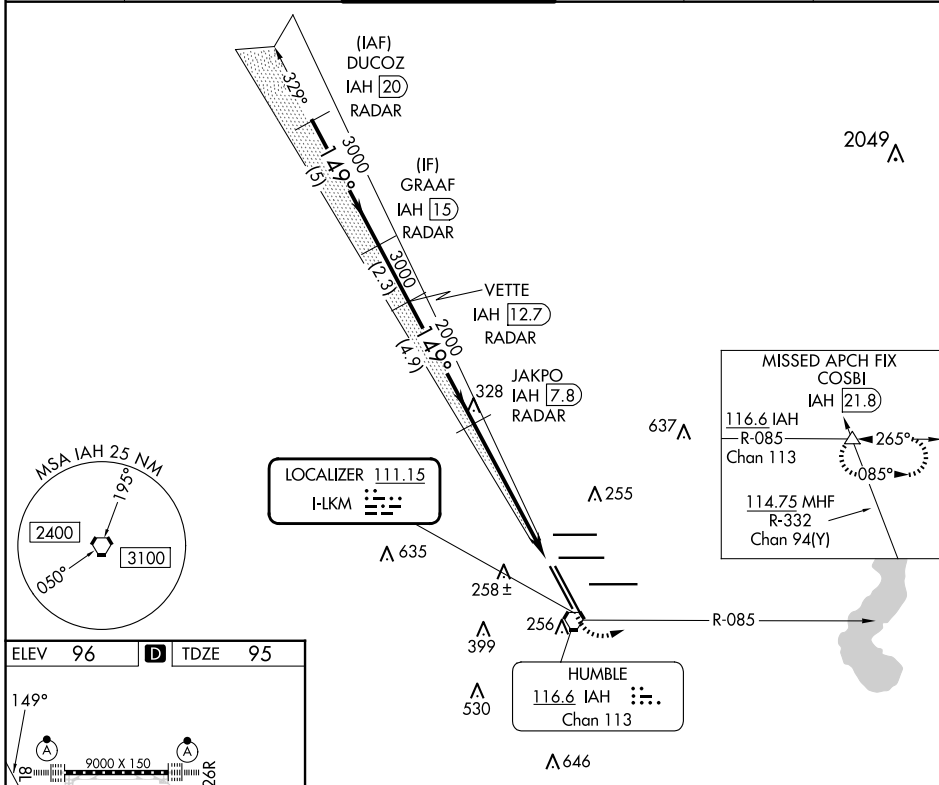 (IAF)
DUCOZ
IAH 20
RADAR
329°
3000
149°
(5)
2049
(IF)
GRAAF
IAH 15
RADAR
3000
(2.3)
VETTE
IAH 12.7
RADAR
2000
149°
(4.9)
JAKPO
IAH 7.8
RADAR
328
637
MISSED APCH FIX
COSBI
IAH 21.8
116.6 IAH
R-085
Chan 113
265°
085°
114.75 MHF
R-332
Chan 94(Y)
MSA IAH 25 NM
195°
2400
3100
050°
LOCALIZER 111.15
I-LKM
255
635
258 ±
256
R-085
399
HUMBLE
116.6 IAH
Chan 113
530
646
ELEV 96 D TDZE 95
149°
A
A
9000 X 150
8L
26R